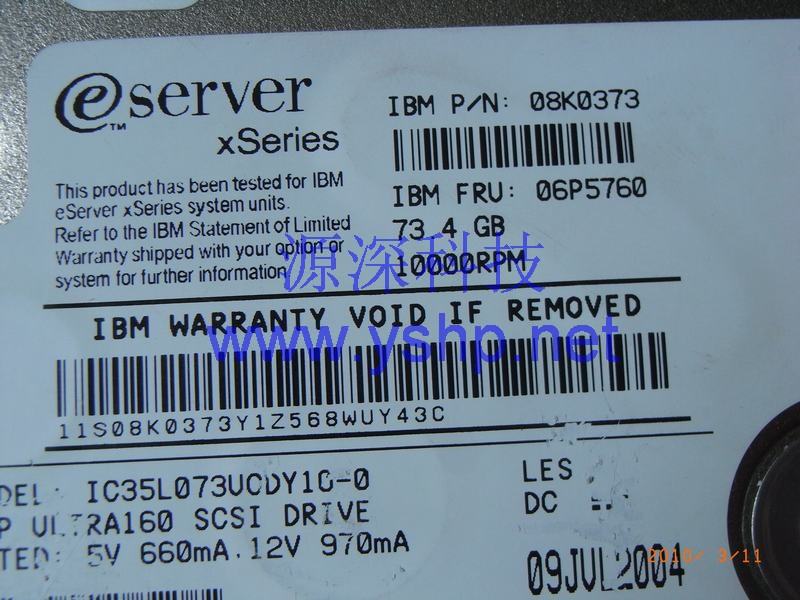 eserver™
xSeries
This product has been tested for IBM
eServer xSeries system units.
Refer to the IBM Statement of Limited
Warranty shipped with your option or
system for further information
IBM P/N: 08K0373
IBM FRU: 06P5760
73.4 GB
10000RPM
源深科技
IBM WARRANTY VOID IF REMOVED
www.yshp.net
11S08K0373Y1Z568WUY43C
DEL: IC35L073UCDY10-0
P ULTRA160 SCSI DRIVE
TED: 5V 660mA.12V 970mA
LES
DC
09JUL2004
2010/ 3/11